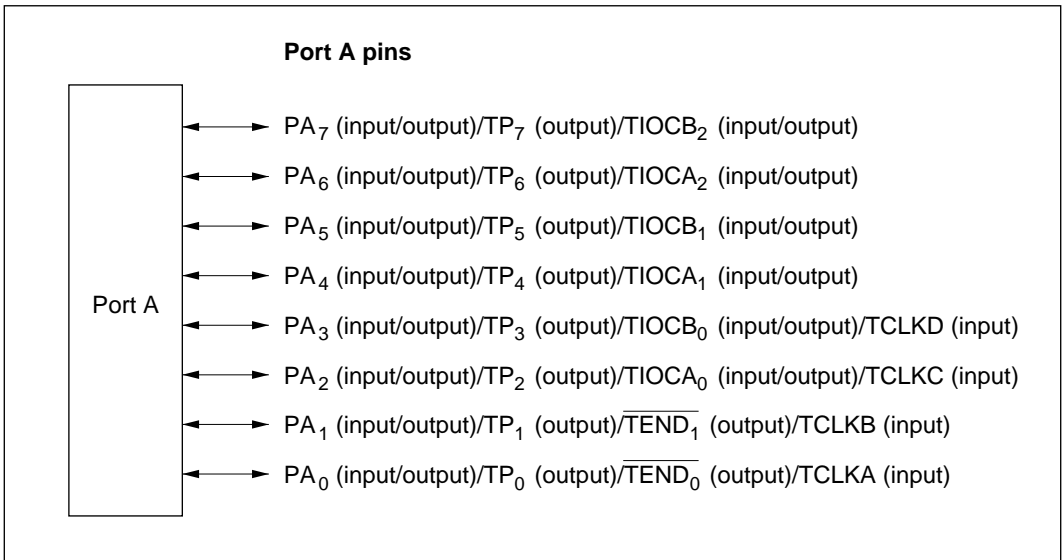 Port A pins
PA₇ (input/output)/TP₇ (output)/TIOCB₂ (input/output)
PA₆ (input/output)/TP₆ (output)/TIOCA₂ (input/output)
PA₅ (input/output)/TP₅ (output)/TIOCB₁ (input/output)
PA₄ (input/output)/TP₄ (output)/TIOCA₁ (input/output)
Port A
PA₃ (input/output)/TP₃ (output)/TIOCB₀ (input/output)/TCLKD (input)
PA₂ (input/output)/TP₂ (output)/TIOCA₀ (input/output)/TCLKC (input)
PA₁ (input/output)/TP₁ (output)/T̅E̅N̅D̅₁̅ (output)/TCLKB (input)
PA₀ (input/output)/TP₀ (output)/T̅E̅N̅D̅₀̅ (output)/TCLKA (input)